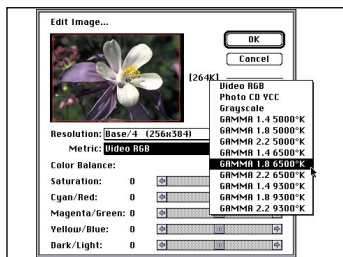 Edit Image...
OK
Cancel
[264K]
Resolution: Base/4 (256x384)
Metric: Video RGB
Color Balance:
Saturation: 0
Cyan/Red: 0
Magenta/Green: 0
Yellow/Blue: 0
Dark/Light: 0
Video RGB
Photo CD YCC
Grayscale
GAMMA 1.4 5000°K
GAMMA 1.8 5000°K
GAMMA 2.2 5000°K
GAMMA 1.4 6500°K
GAMMA 1.8 6500°K
GAMMA 2.2 6500°K
GAMMA 1.4 9300°K
GAMMA 1.8 9300°K
GAMMA 2.2 9300°K